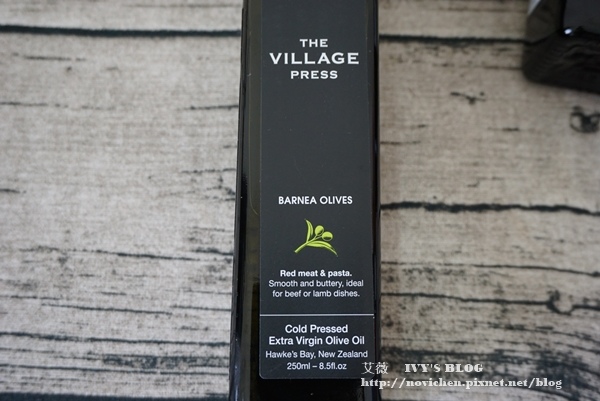 THE
VILLAGE
PRESS
BARNEA OLIVES
Red meat & pasta.
Smooth and buttery, ideal
for beef or lamb dishes.
Cold Pressed
Extra Virgin Olive Oil
Hawke's Bay, New Zealand
250ml – 8.5fl.oz
艾薇 IVY'S BLOG
http://novichen.pixnet.net/blog